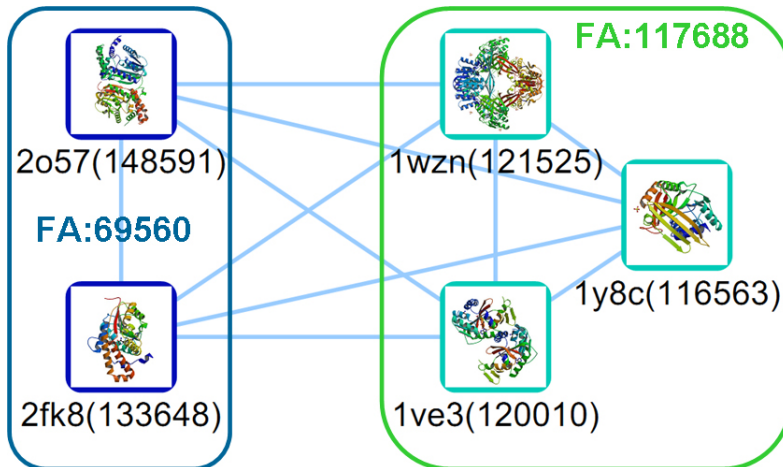 FA:117688
2o57(148591)
1wzn(121525)
FA:69560
1y8c(116563)
2fk8(133648)
1ve3(120010)